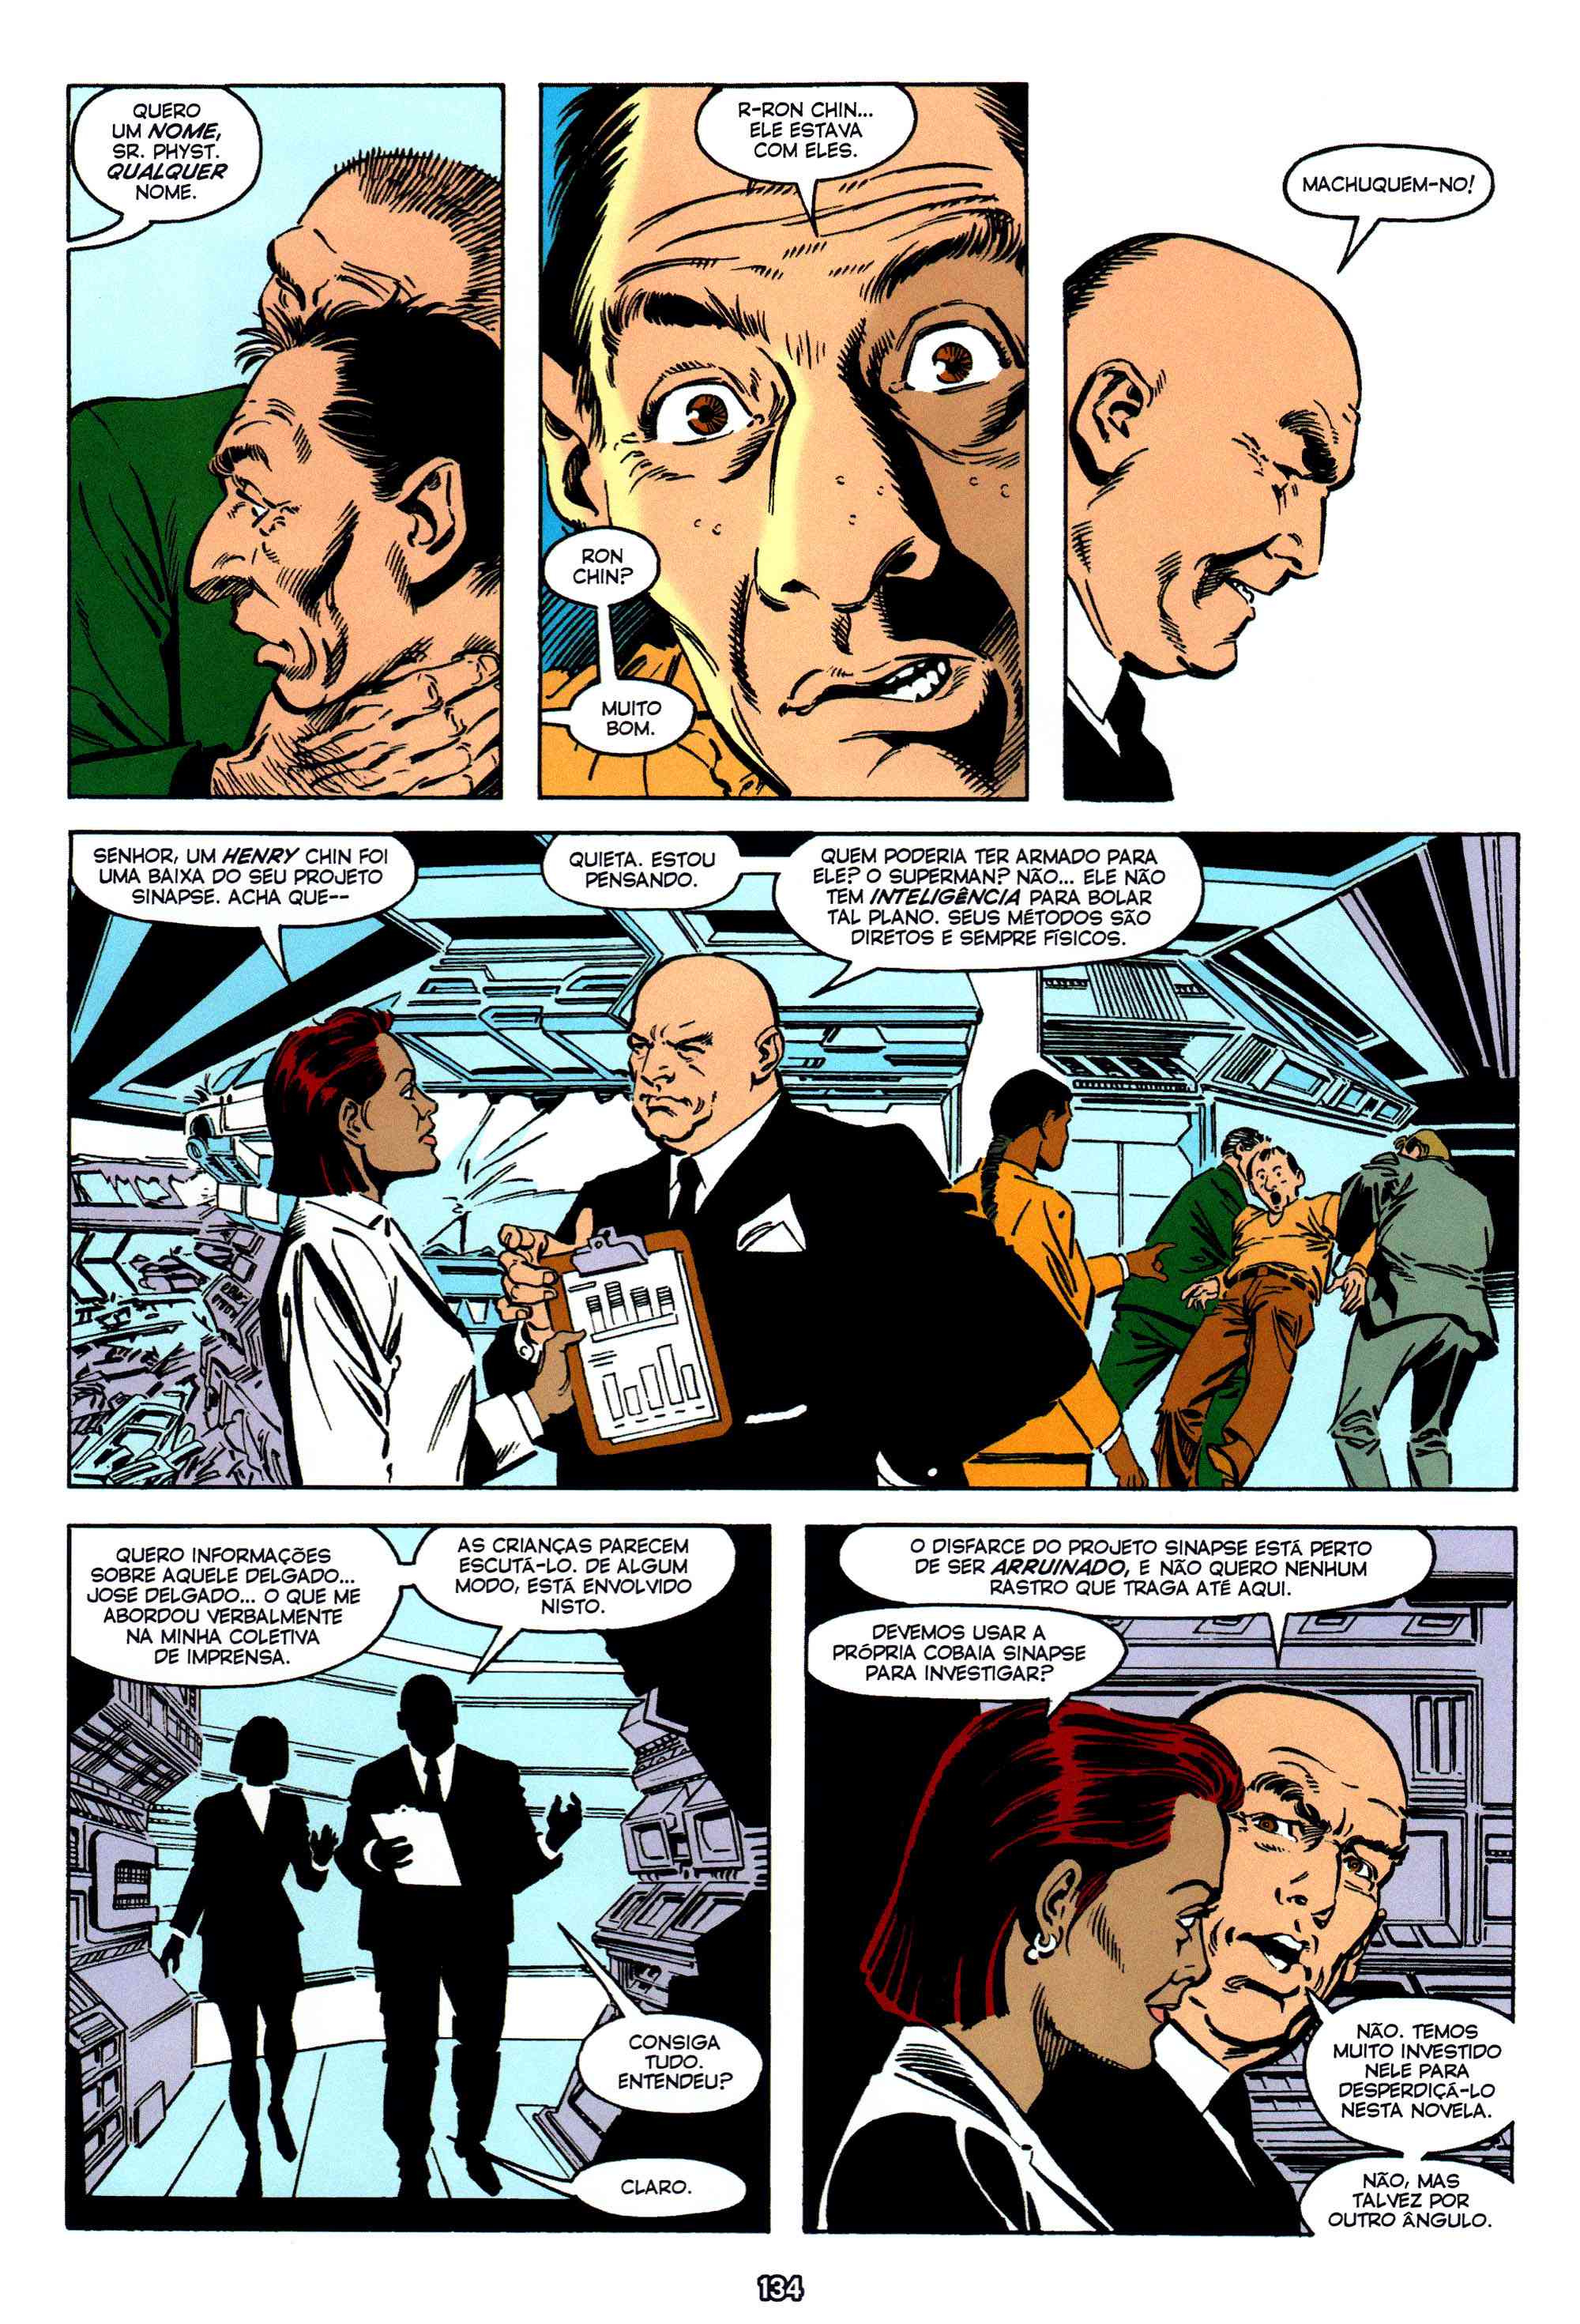 QUERO
UM NOME,
SR. PHYST.
QUALQUER
NOME.
R-RON CHIN...
ELE ESTAVA
COM ELES.
RON
CHIN?
MUITO
BOM.
MACHUQUEM-NO!
SENHOR, UM HENRY CHIN FOI
UMA BAIXA DO SEU PROJETO
SINAPSE. ACHA QUE--
QUIETA. ESTOU
PENSANDO.
QUEM PODERIA TER ARMADO PARA
ELE? O SUPERMAN? NÃO... ELE NÃO
TEM INTELIGÊNCIA PARA BOLAR
TAL PLANO. SEUS MÉTODOS SÃO
DIRETOS E SEMPRE FÍSICOS.
QUERO INFORMAÇÕES
SOBRE AQUELE DELGADO...
JOSE DELGADO... O QUE ME
ABORDOU VERBALMENTE
NA MINHA COLETIVA
DE IMPRENSA.
AS CRIANÇAS PARECEM
ESCUTÁ-LO. DE ALGUM
MODO, ESTÁ ENVOLVIDO
NISTO.
CONSIGA
TUDO.
ENTENDEU?
CLARO.
O DISFARCE DO PROJETO SINAPSE ESTÁ PERTO
DE SER ARRUINADO, E NÃO QUERO NENHUM
RASTRO QUE TRAGA ATÉ AQUI.
DEVEMOS USAR A
PRÓPRIA COBAIA SINAPSE
PARA INVESTIGAR?
NÃO. TEMOS
MUITO INVESTIDO
NELE PARA
DESPERDIÇÁ-LO
NESTA NOVELA.
NÃO, MAS
TALVEZ POR
OUTRO ÂNGULO.
134